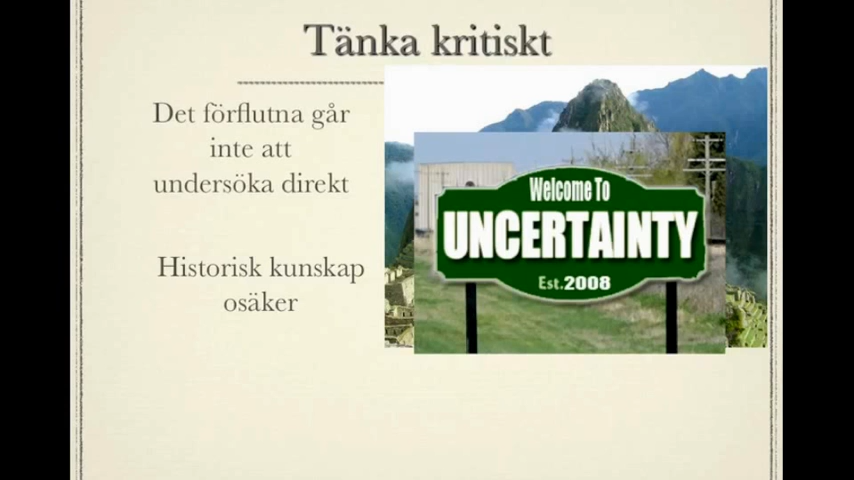 Tänka kritiskt
Det förflutna går
inte att
undersöka direkt
Historisk kunskap
osäker
Welcome To
UNCERTAINTY
Est.2008